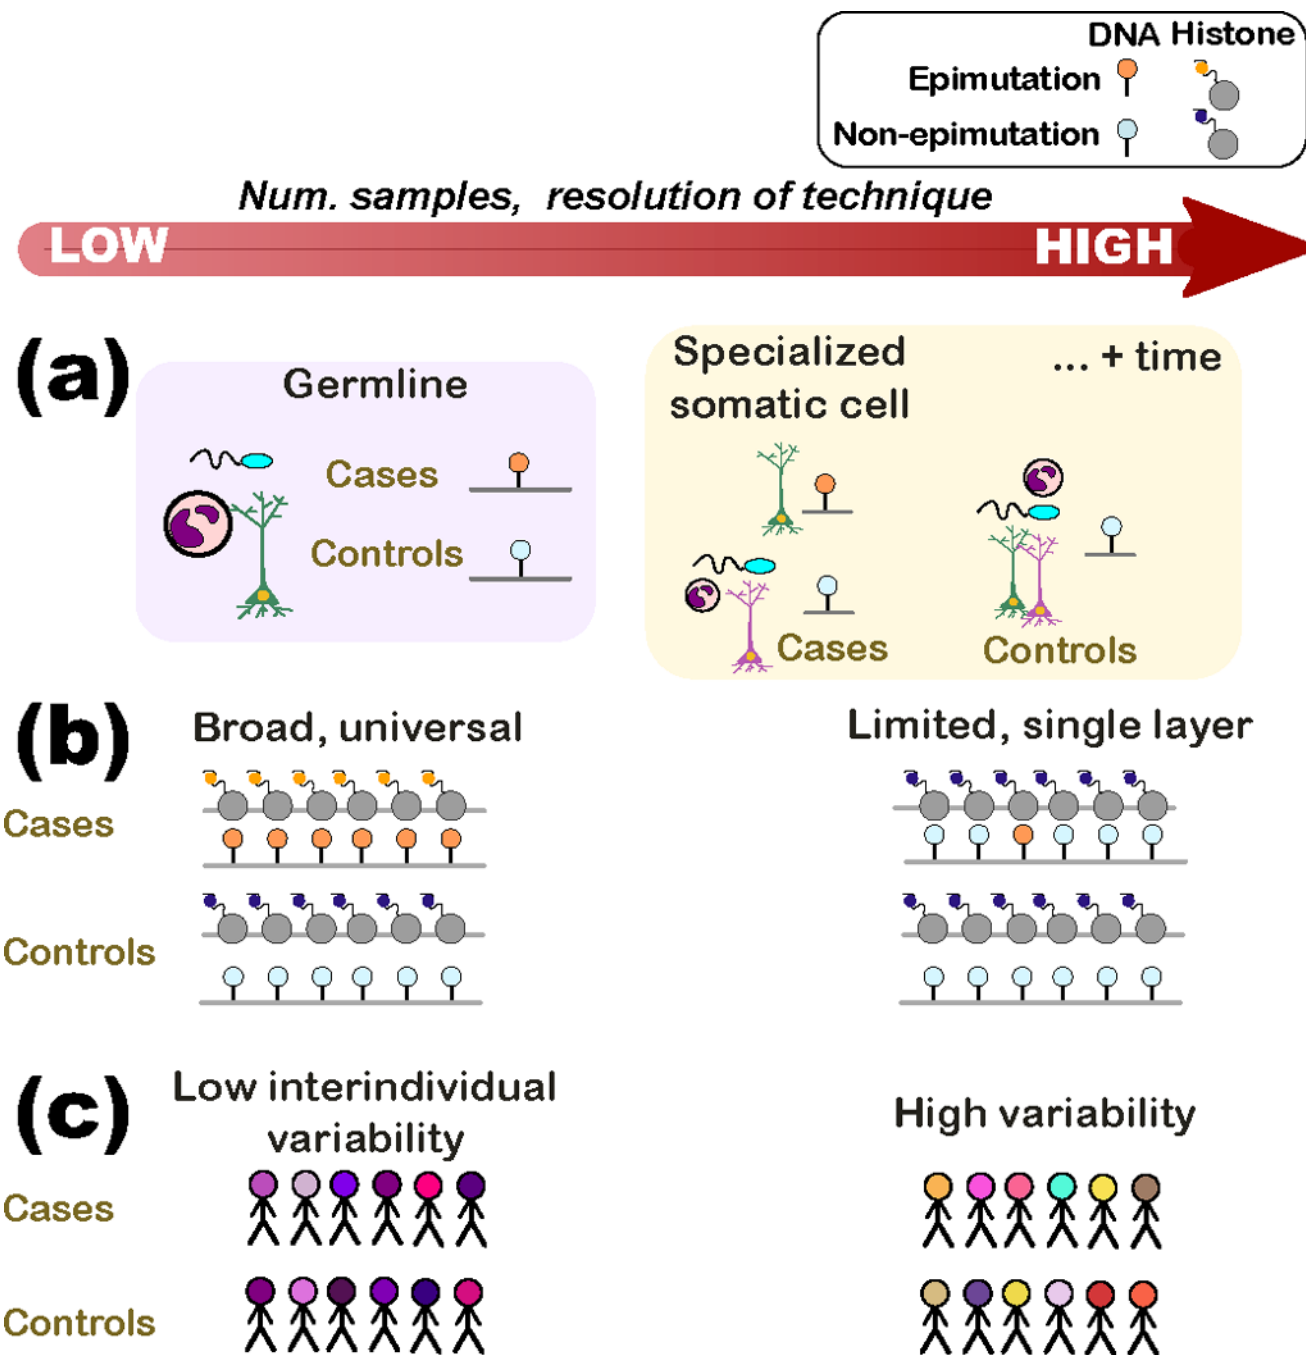 DNA Histone
Epimutation
Non-epimutation
Num. samples, resolution of technique
LOW
HIGH
(a)
Germline
Cases
Controls
Specialized
somatic cell
... + time
Cases
Controls
(b)
Broad, universal
Limited, single layer
Cases
Controls
(c)
Low interindividual
variability
High variability
Cases
Controls